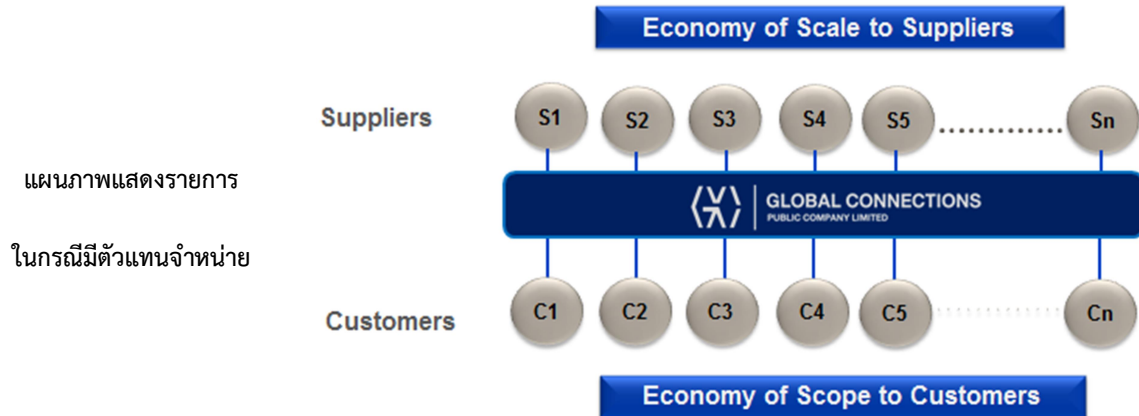 Economy of Scale to Suppliers
Suppliers
S1 S2 S3 S4 S5 ............ Sn
แผนภาพแสดงรายการ
GLOBAL CONNECTIONS
PUBLIC COMPANY LIMITED
ในกรณีมีตัวแทนจำหน่าย
Customers
C1 C2 C3 C4 C5 ............ Cn
Economy of Scope to Customers